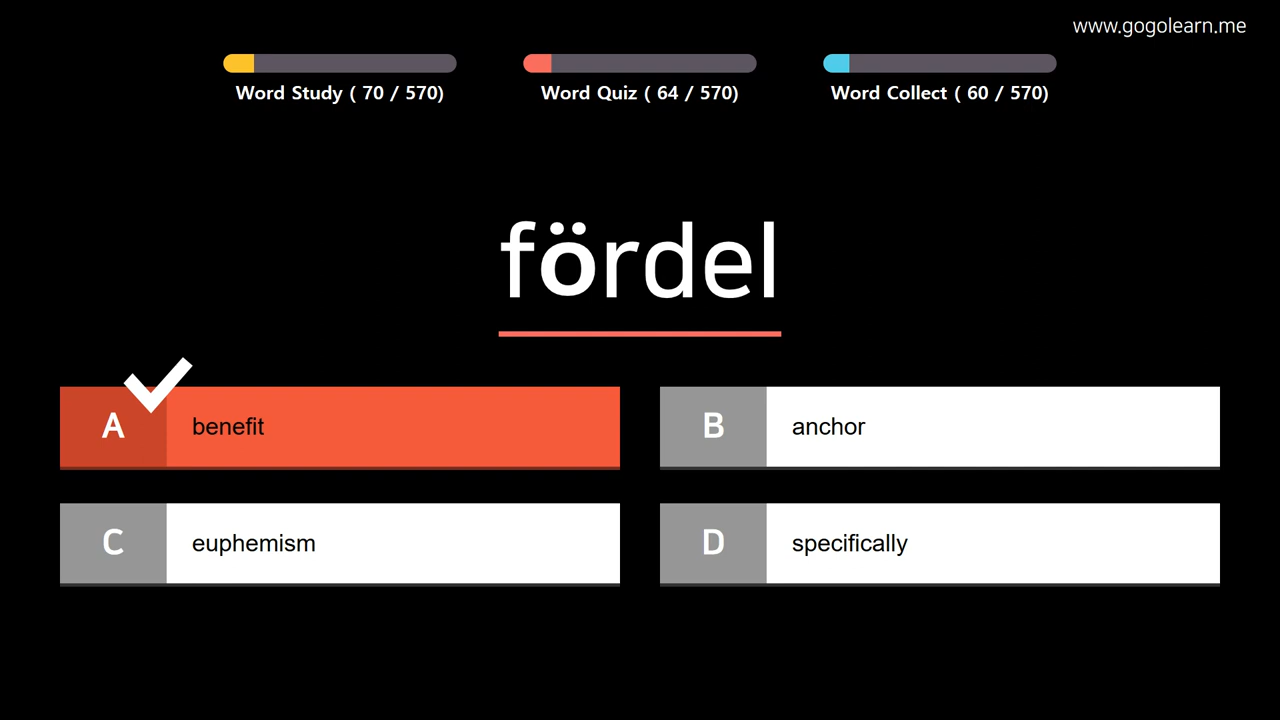 www.gogolearn.me
Word Study ( 70 / 570)
Word Quiz ( 64 / 570)
Word Collect ( 60 / 570)
fördel
A benefit
B anchor
C euphemism
D specifically